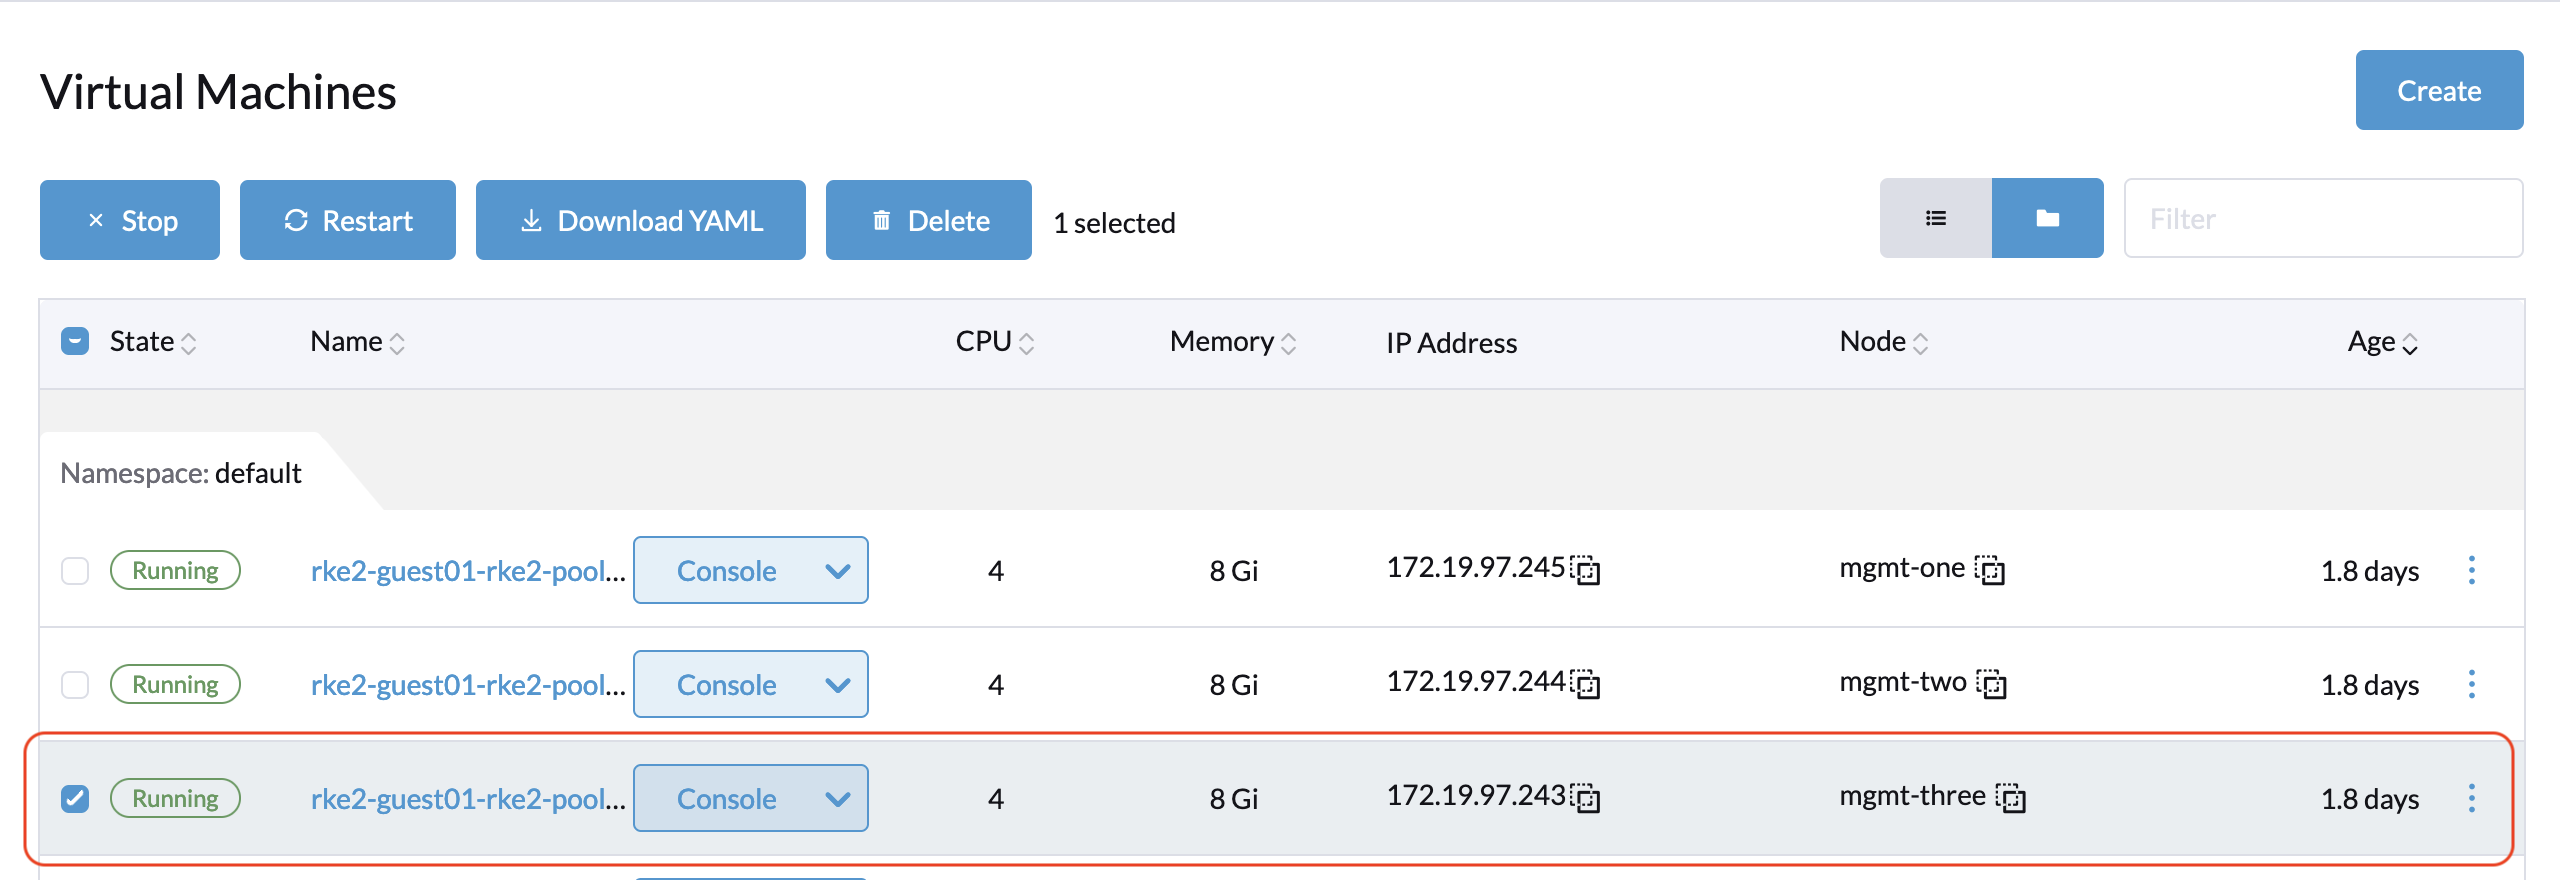 Virtual Machines
Create
Stop Restart Download YAML Delete 1 selected Filter
State Name CPU Memory IP Address Node Age
Namespace: default
Running rke2-guest01-rke2-pool... Console 4 8 Gi 172.19.97.245 mgmt-one 1.8 days
Running rke2-guest01-rke2-pool... Console 4 8 Gi 172.19.97.244 mgmt-two 1.8 days
Running rke2-guest01-rke2-pool... Console 4 8 Gi 172.19.97.243 mgmt-three 1.8 days